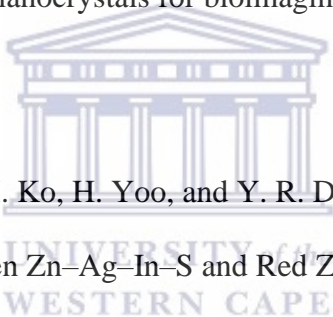 nanocrystals for bioimagin
. Ko, H. Yoo, and Y. R. D
UNIVERSITY of the
en Zn–Ag–In–S and Red Z
WESTERN CAPE